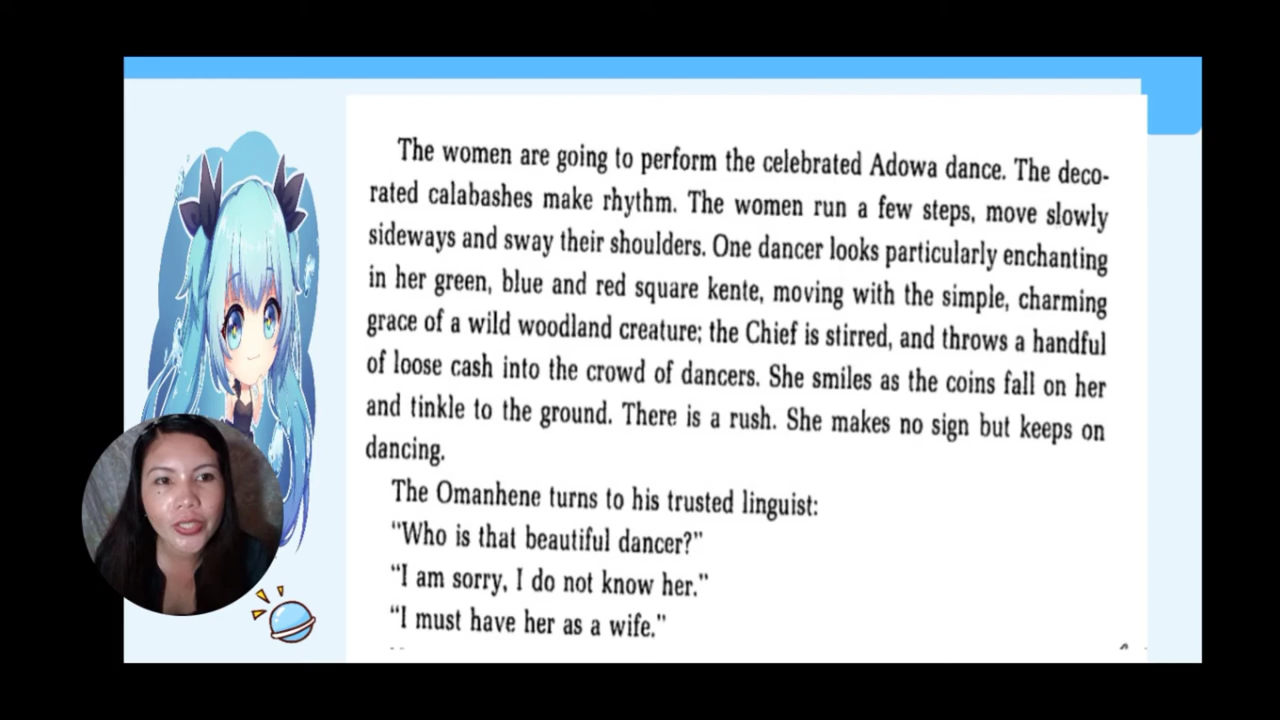 The women are going to perform the celebrated Adowa dance. The deco-
rated calabashes make rhythm. The women run a few steps, move slowly
sideways and sway their shoulders. One dancer looks particularly enchanting
in her green, blue and red square kente, moving with the simple, charming
grace of a wild woodland creature; the Chief is stirred, and throws a handful
of loose cash into the crowd of dancers. She smiles as the coins fall on her
and tinkle to the ground. There is a rush. She makes no sign but keeps on
dancing.
The Omanhene turns to his trusted linguist:
“Who is that beautiful dancer?”
“I am sorry, I do not know her.”
“I must have her as a wife.”